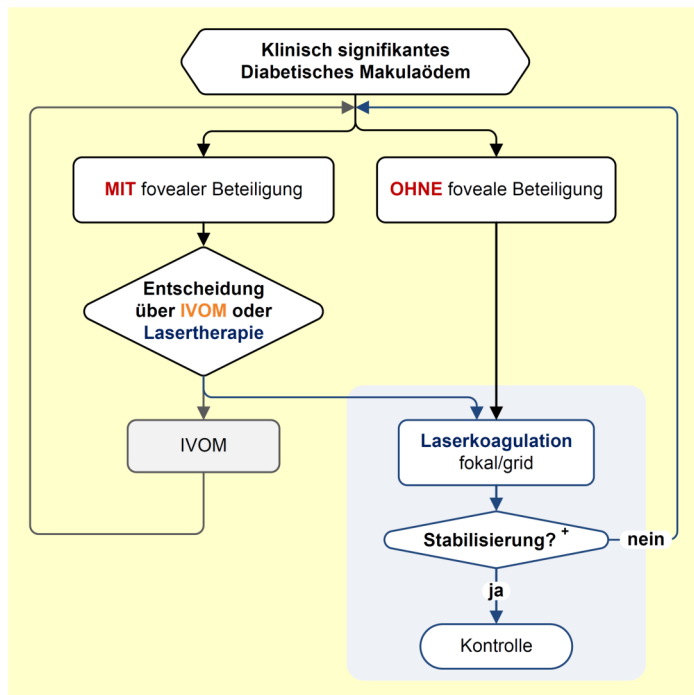 Klinisch signifikantes
Diabetisches Makulaödem
MIT fovealer Beteiligung
OHNE foveale Beteiligung
Entscheidung
über IVOM oder
Lasertherapie
IVOM
Laserkoagulation
fokal/grid
Stabilisierung? +
nein
ja
Kontrolle